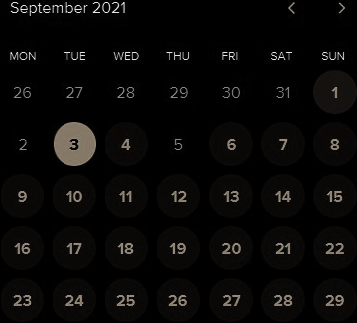 September 2021
MON TUE WED THU FRI SAT SUN
26 27 28 29 30 31 1
2 3 4 5 6 7 8
9 10 11 12 13 14 15
16 17 18 19 20 21 22
23 24 25 26 27 28 29